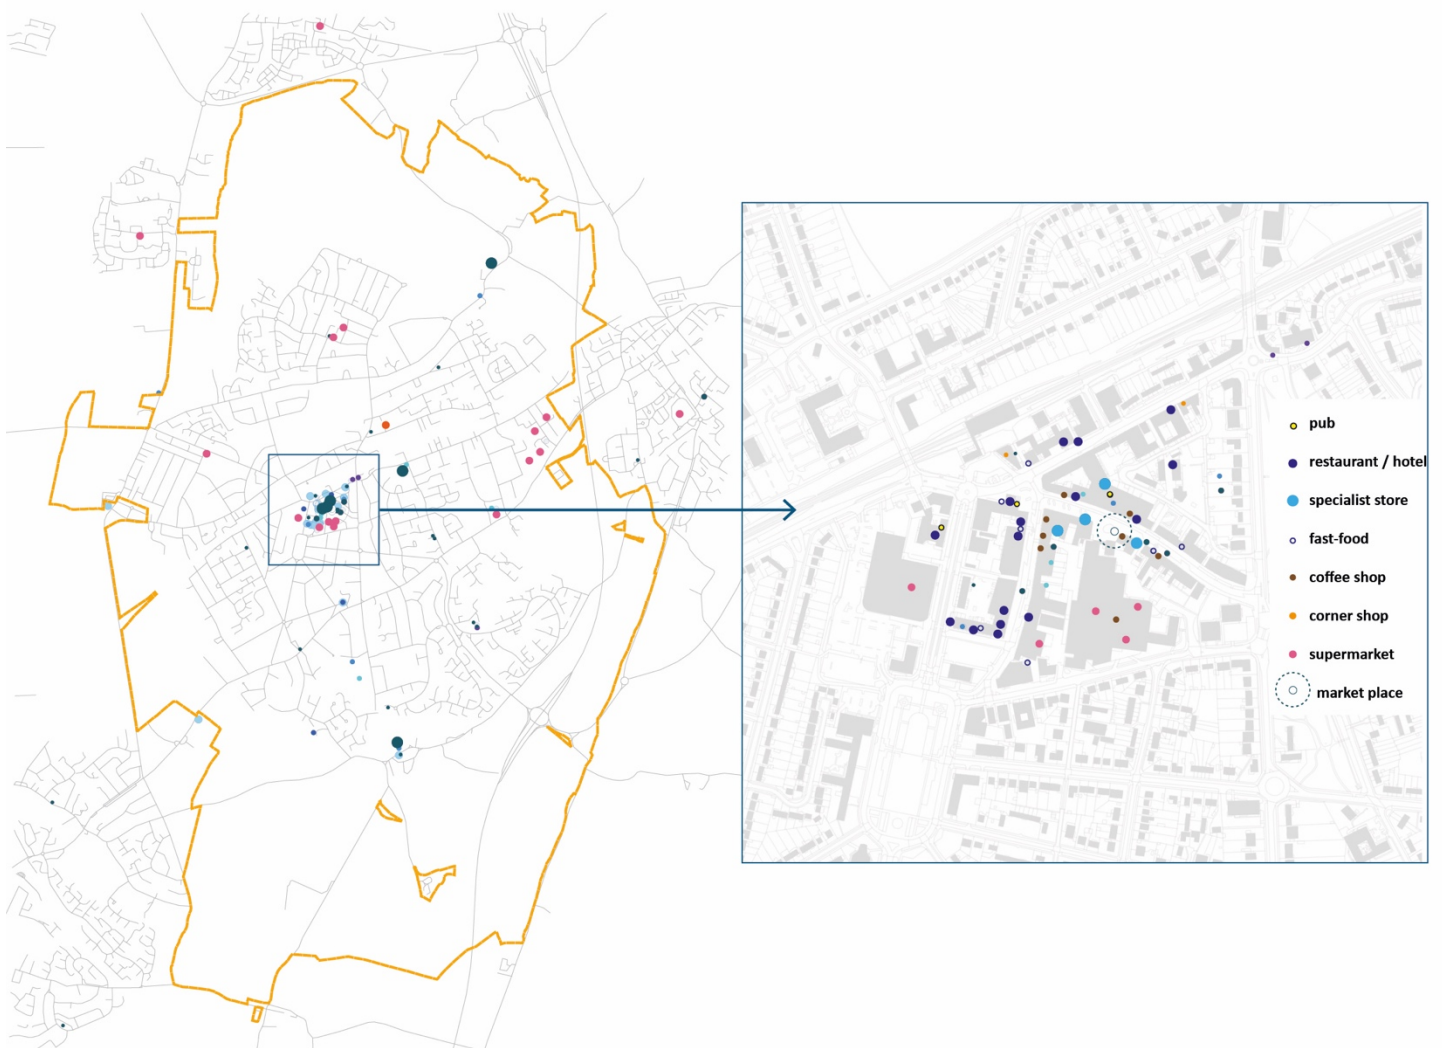 pub
restaurant / hotel
specialist store
fast-food
coffee shop
corner shop
supermarket
market place